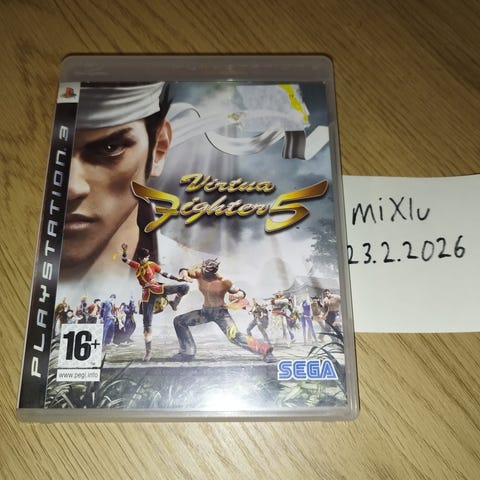 PLAYSTATION 3
Virtua
Fighter 5
16+
www.pegi.info
SEGA
miXlu
23.2.2026